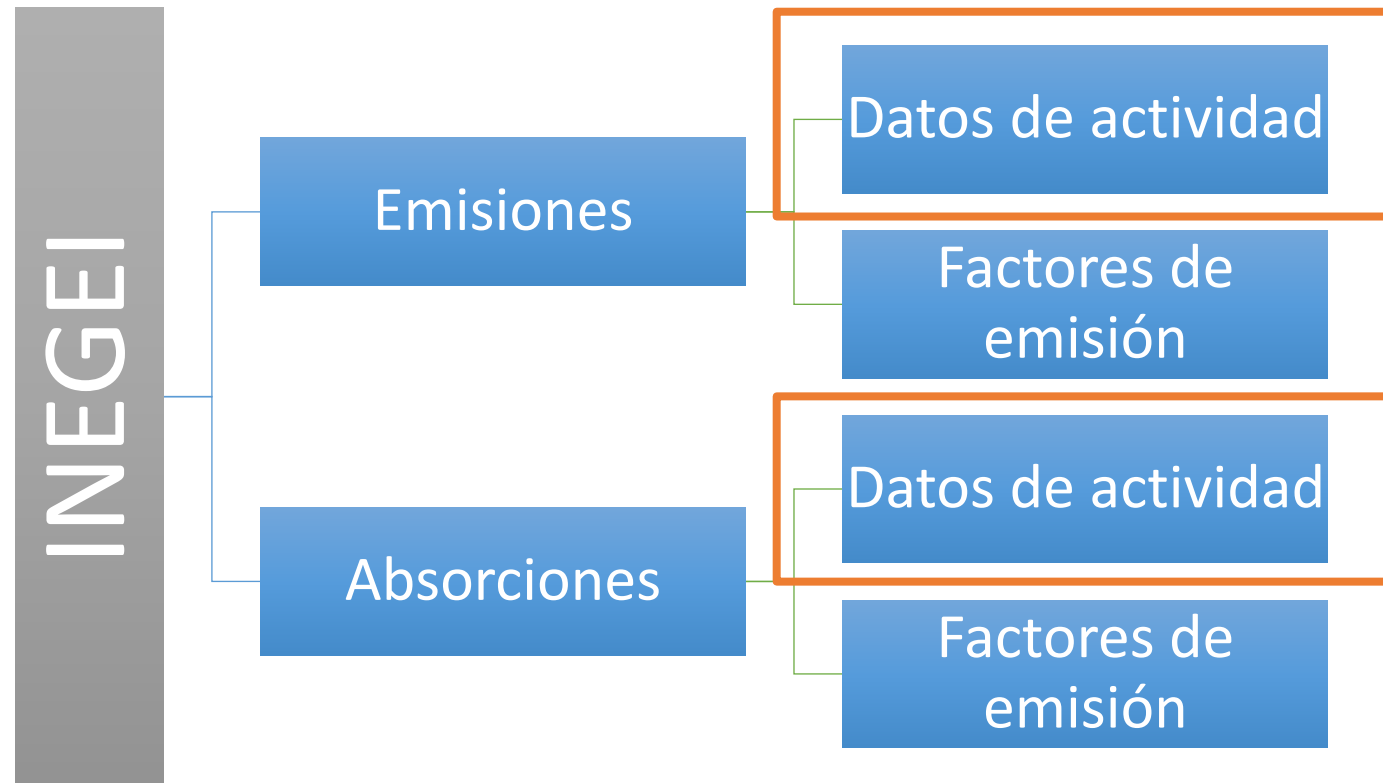 INEGEI
Emisiones
Datos de actividad
Factores de
emisión
Absorciones
Datos de actividad
Factores de
emisión